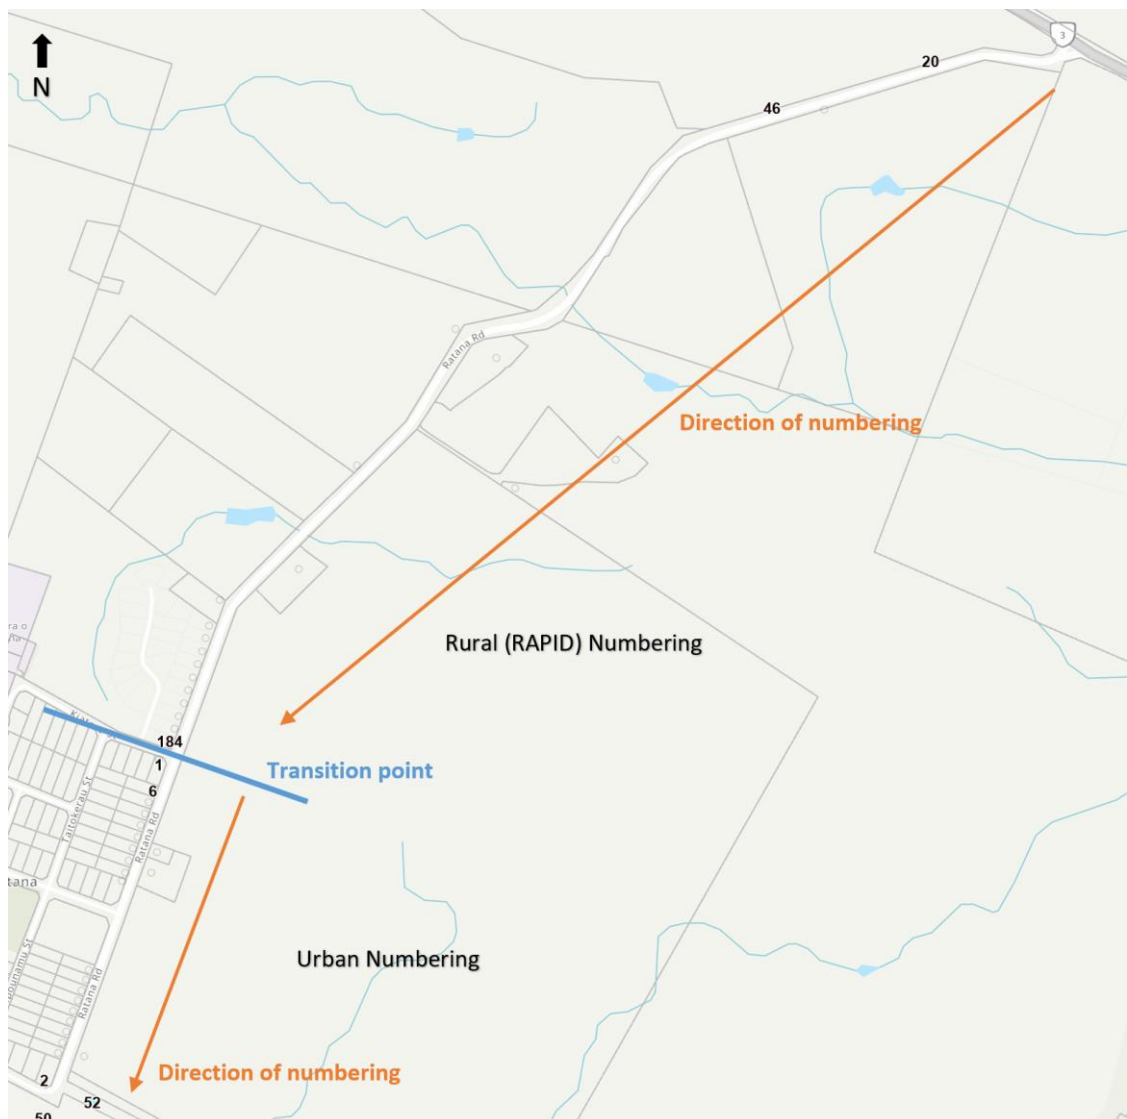 N
3
20
46
Ratana Rd
Direction of numbering
Rural (RAPID) Numbering
184
Transition point
1
6
Taitokerau St
Ratana Rd
Urban Numbering
Ratana Rd
Direction of numbering
2
52
50